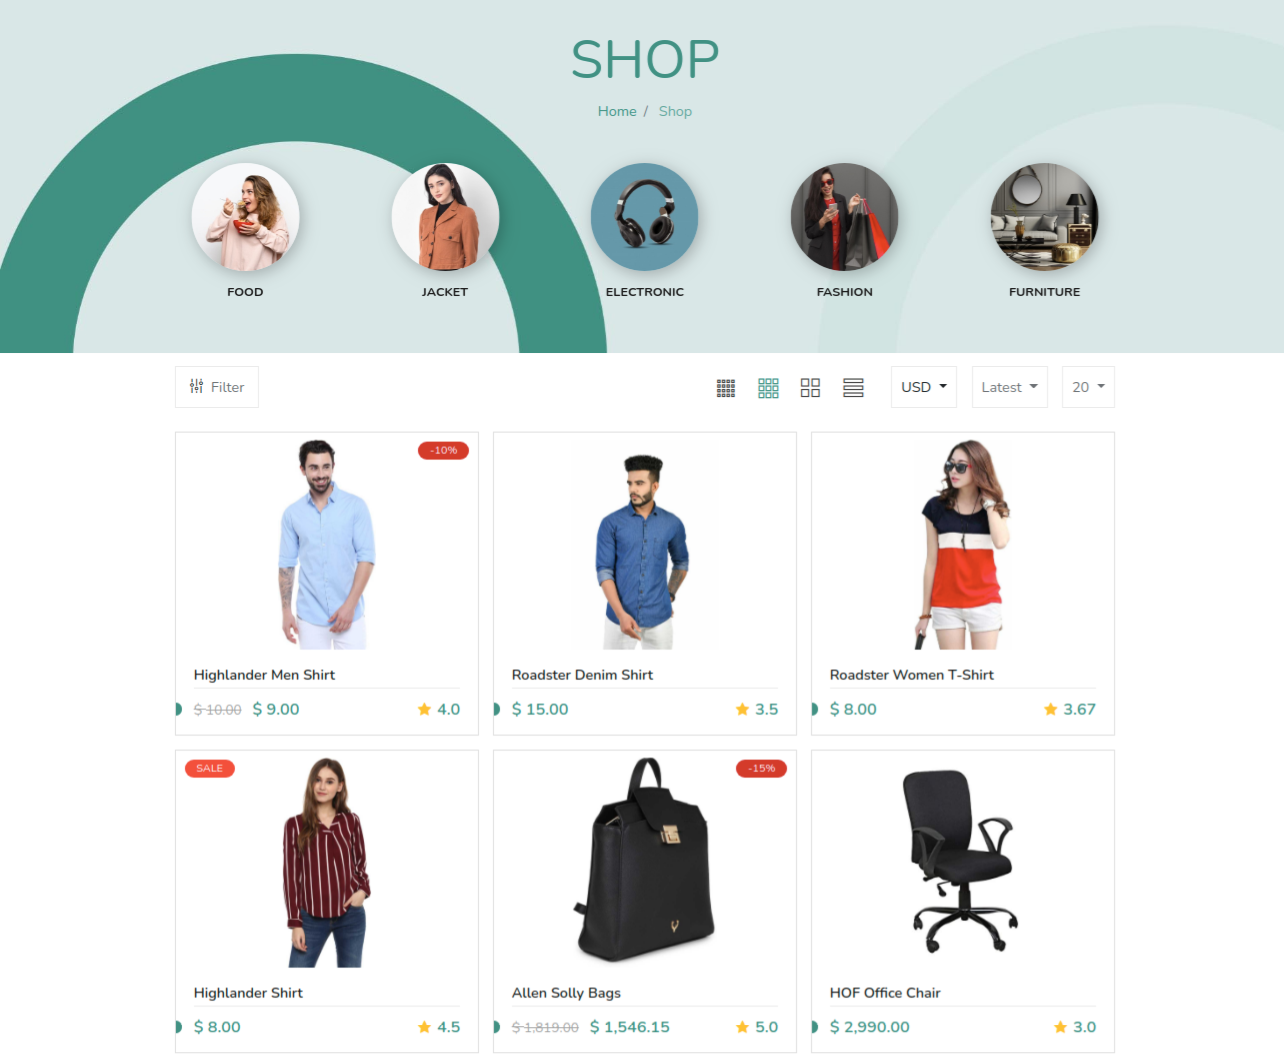 SHOP
Home / Shop
FOOD
JACKET
ELECTRONIC
FASHION
FURNITURE
Filter
USD
Latest
20
-10%
Highlander Men Shirt
$ 10.00 $ 9.00
4.0
Roadster Denim Shirt
$ 15.00
3.5
Roadster Women T-Shirt
$ 8.00
3.67
SALE
Highlander Shirt
$ 8.00
4.5
-15%
Allen Solly Bags
$ 1,819.00 $ 1,546.15
5.0
HOF Office Chair
$ 2,990.00
3.0